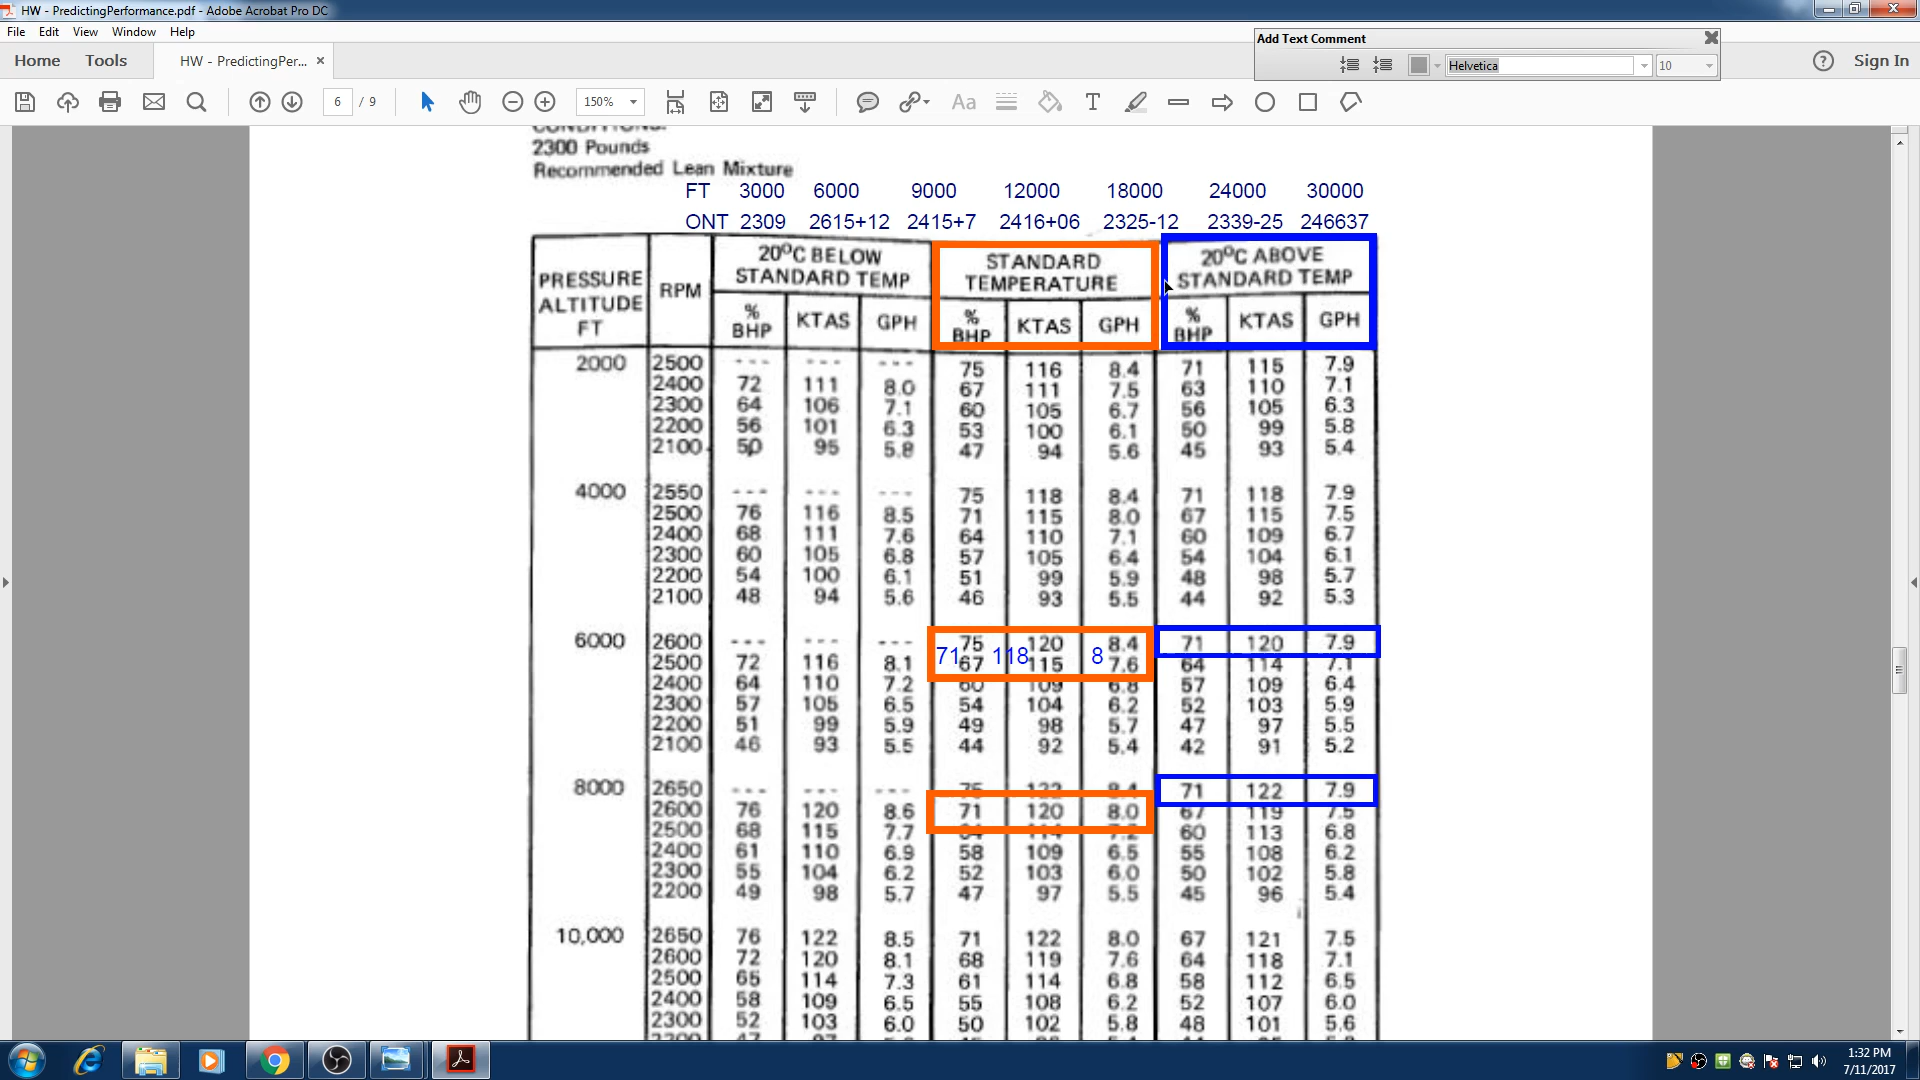 HW - PredictingPerformance.pdf - Adobe Acrobat Pro DC
File Edit View Window Help
Add Text Comment
Home Tools HW - PredictingPer... × Helvetica 10 Sign In
6 / 9 150%
CONDITIONS:
2300 Pounds
Recommended Lean Mixture
FT 3000 6000 9000 12000 18000 24000 30000
ONT 2309 2615+12 2415+7 2416+06 2325-12 2339-25 246637
PRESSURE ALTITUDE FT RPM 20°C BELOW STANDARD TEMP STANDARD TEMPERATURE 20°C ABOVE STANDARD TEMP
% BHP KTAS GPH % BHP KTAS GPH % BHP KTAS GPH
2000 2500 - - - - - - - - - 75 116 8.4 71 115 7.9
2400 72 111 8.0 67 111 7.5 63 110 7.1
2300 64 106 7.1 60 105 6.7 56 105 6.3
2200 56 101 6.3 53 100 6.1 50 99 5.8
2100 50 95 5.8 47 94 5.6 45 93 5.4
4000 2550 - - - - - - - - - 75 118 8.4 71 118 7.9
2500 76 116 8.5 71 115 8.0 67 115 7.5
2400 68 111 7.6 64 110 7.1 60 109 6.7
2300 60 105 6.8 57 105 6.4 54 104 6.1
2200 54 100 6.1 51 99 5.9 48 98 5.7
2100 48 94 5.6 46 93 5.5 44 92 5.3
6000 2600 - - - - - - - - - 75 120 8.4 71 120 7.9
71 118 8
2500 72 116 8.1 67 115 7.6 64 114 7.1
2400 64 110 7.2 60 109 6.8 57 109 6.4
2300 57 105 6.5 54 104 6.2 52 103 5.9
2200 51 99 5.9 49 98 5.7 47 97 5.5
2100 46 93 5.5 44 92 5.4 42 91 5.2
8000 2650 - - - - - - - - - 75 122 8.4 71 122 7.9
2600 76 120 8.6 71 120 8.0 67 119 7.5
2500 68 115 7.7 64 114 7.2 60 113 6.8
2400 61 110 6.9 58 109 6.5 55 108 6.2
2300 55 104 6.2 52 103 6.0 50 102 5.8
2200 49 98 5.7 47 97 5.5 45 96 5.4
10,000 2650 76 122 8.5 71 122 8.0 67 121 7.5
2600 72 120 8.1 68 119 7.6 64 118 7.1
2500 65 114 7.3 61 114 6.8 58 112 6.5
2400 58 109 6.5 55 108 6.2 52 107 6.0
2300 52 103 6.0 50 102 5.8 48 101 5.6
1:32 PM
7/11/2017